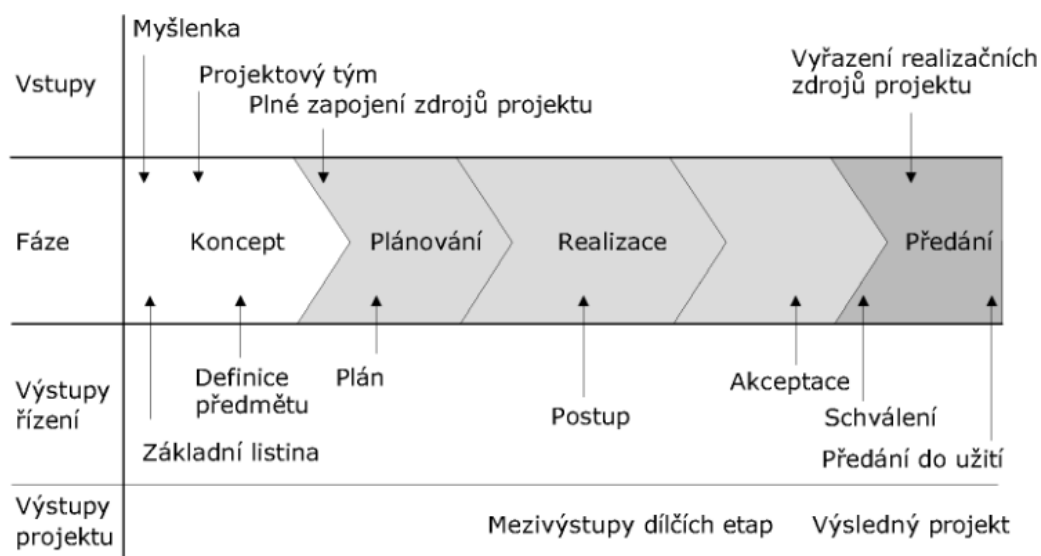 Myšlenka
Vstupy
Projektový tým
Plné zapojení zdrojů projektu
Vyřazení realizačních
zdrojů projektu
Fáze
Koncept
Plánování
Realizace
Předání
Výstupy
řízení
Definice
předmětu
Plán
Postup
Akceptace
Schválení
Základní listina
Předání do užití
Výstupy
projektu
Mezivýstupy dílčích etap
Výsledný projekt